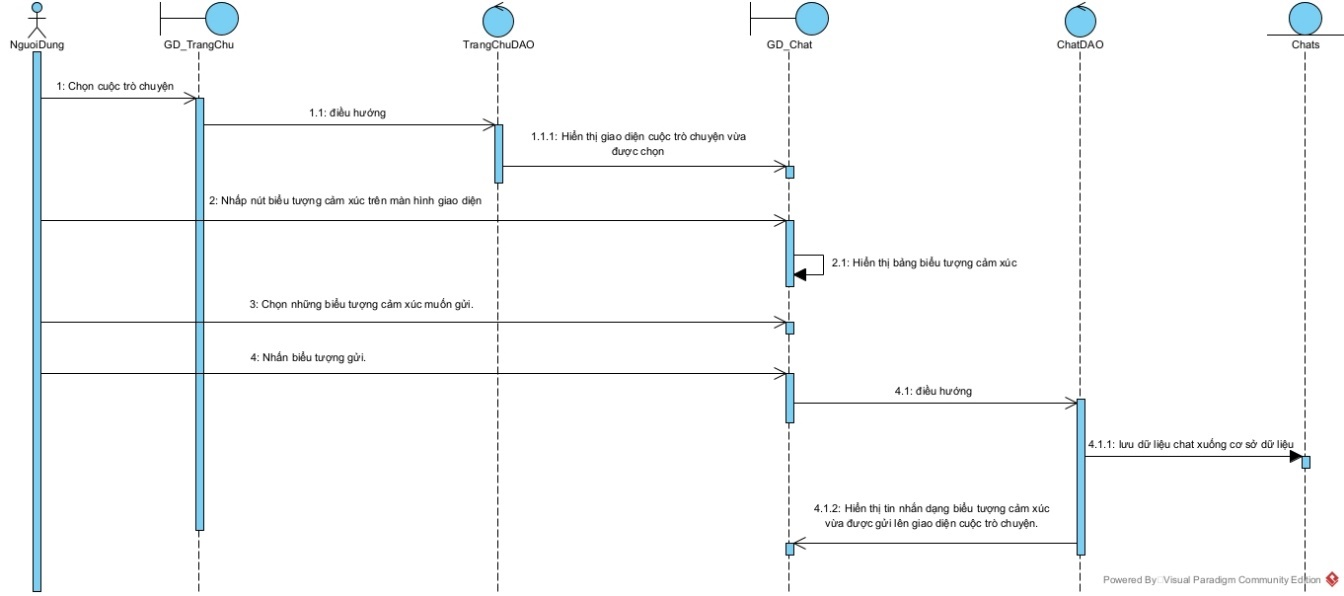 NguoiDung
GD_TrangChu
TrangChuDAO
GD_Chat
ChatDAO
Chats
1: Chọn cuộc trò chuyện
1.1: điều hướng
1.1.1: Hiển thị giao diện cuộc trò chuyện vừa
được chọn
2: Nhấp nút biểu tượng cảm xúc trên màn hình giao diện
2.1: Hiển thị bảng biểu tượng cảm xúc
3: Chọn những biểu tượng cảm xúc muốn gửi.
4: Nhấn biểu tượng gửi.
4.1: điều hướng
4.1.1: lưu dữ liệu chat xuống cơ sở dữ liệu
4.1.2: Hiển thị tin nhắn dạng biểu tượng cảm xúc
vừa được gửi lên giao diện cuộc trò chuyện.
Powered By Visual Paradigm Community Edition